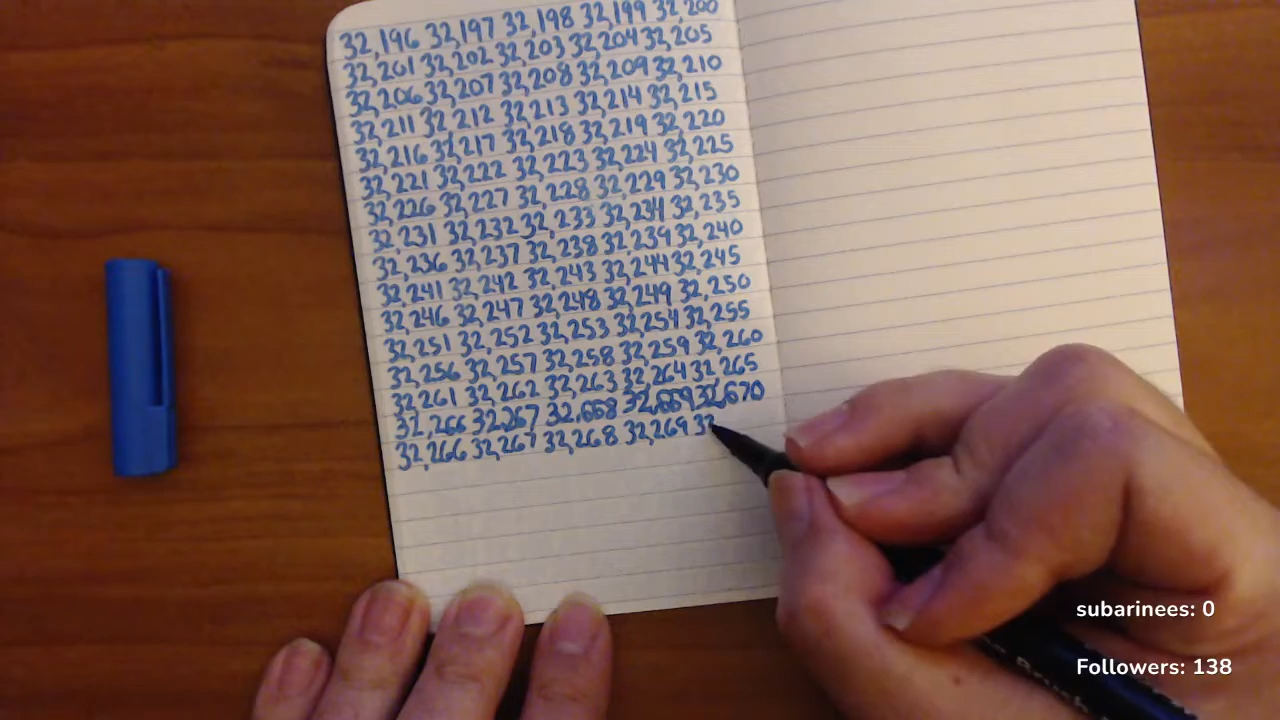 32,196 32,197 32,198 32,199 32,200
32,201 32,202 32,203 32,204 32,205
32,206 32,207 32,208 32,209 32,210
32,211 32,212 32,213 32,214 32,215
32,216 32,217 32,218 32,219 32,220
32,221 32,222 32,223 32,224 32,225
32,226 32,227 32,228 32,229 32,230
32,231 32,232 32,233 32,234 32,235
32,236 32,237 32,238 32,239 32,240
32,241 32,242 32,243 32,244 32,245
32,246 32,247 32,248 32,249 32,250
32,251 32,252 32,253 32,254 32,255
32,256 32,257 32,258 32,259 32,260
32,261 32,262 32,263 32,264 32,265
32,266 32,267 32,668 32,669 32,670
32,266 32,267 32,268 32,269 32
subarinees: 0
Followers: 138